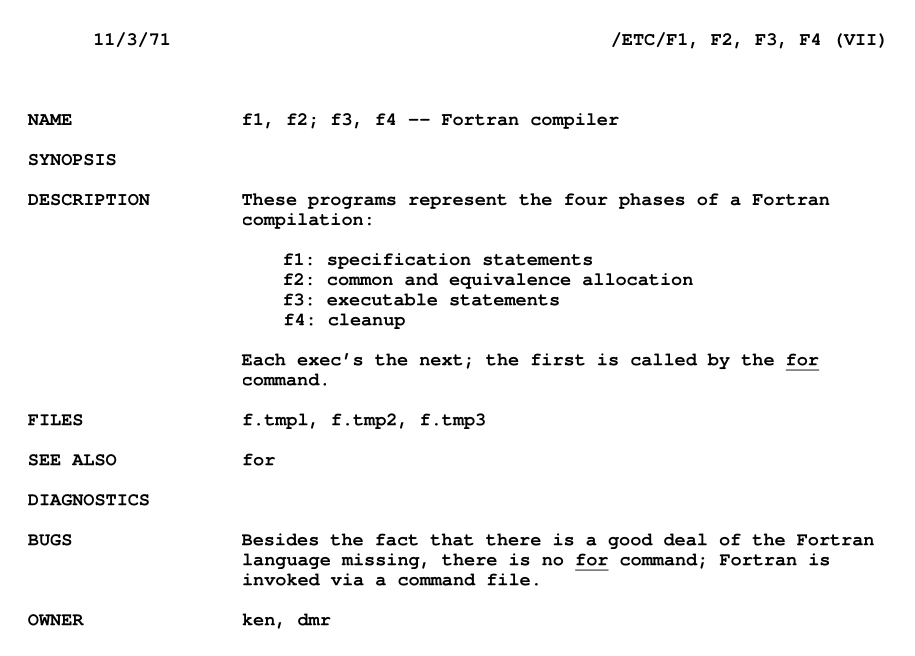 11/3/71 /ETC/F1, F2, F3, F4 (VII)
NAME f1, f2; f3, f4 -- Fortran compiler
SYNOPSIS
DESCRIPTION These programs represent the four phases of a Fortran
compilation:
f1: specification statements
f2: common and equivalence allocation
f3: executable statements
f4: cleanup
Each exec's the next; the first is called by the for
command.
FILES f.tmpl, f.tmp2, f.tmp3
SEE ALSO for
DIAGNOSTICS
BUGS Besides the fact that there is a good deal of the Fortran
language missing, there is no for command; Fortran is
invoked via a command file.
OWNER ken, dmr